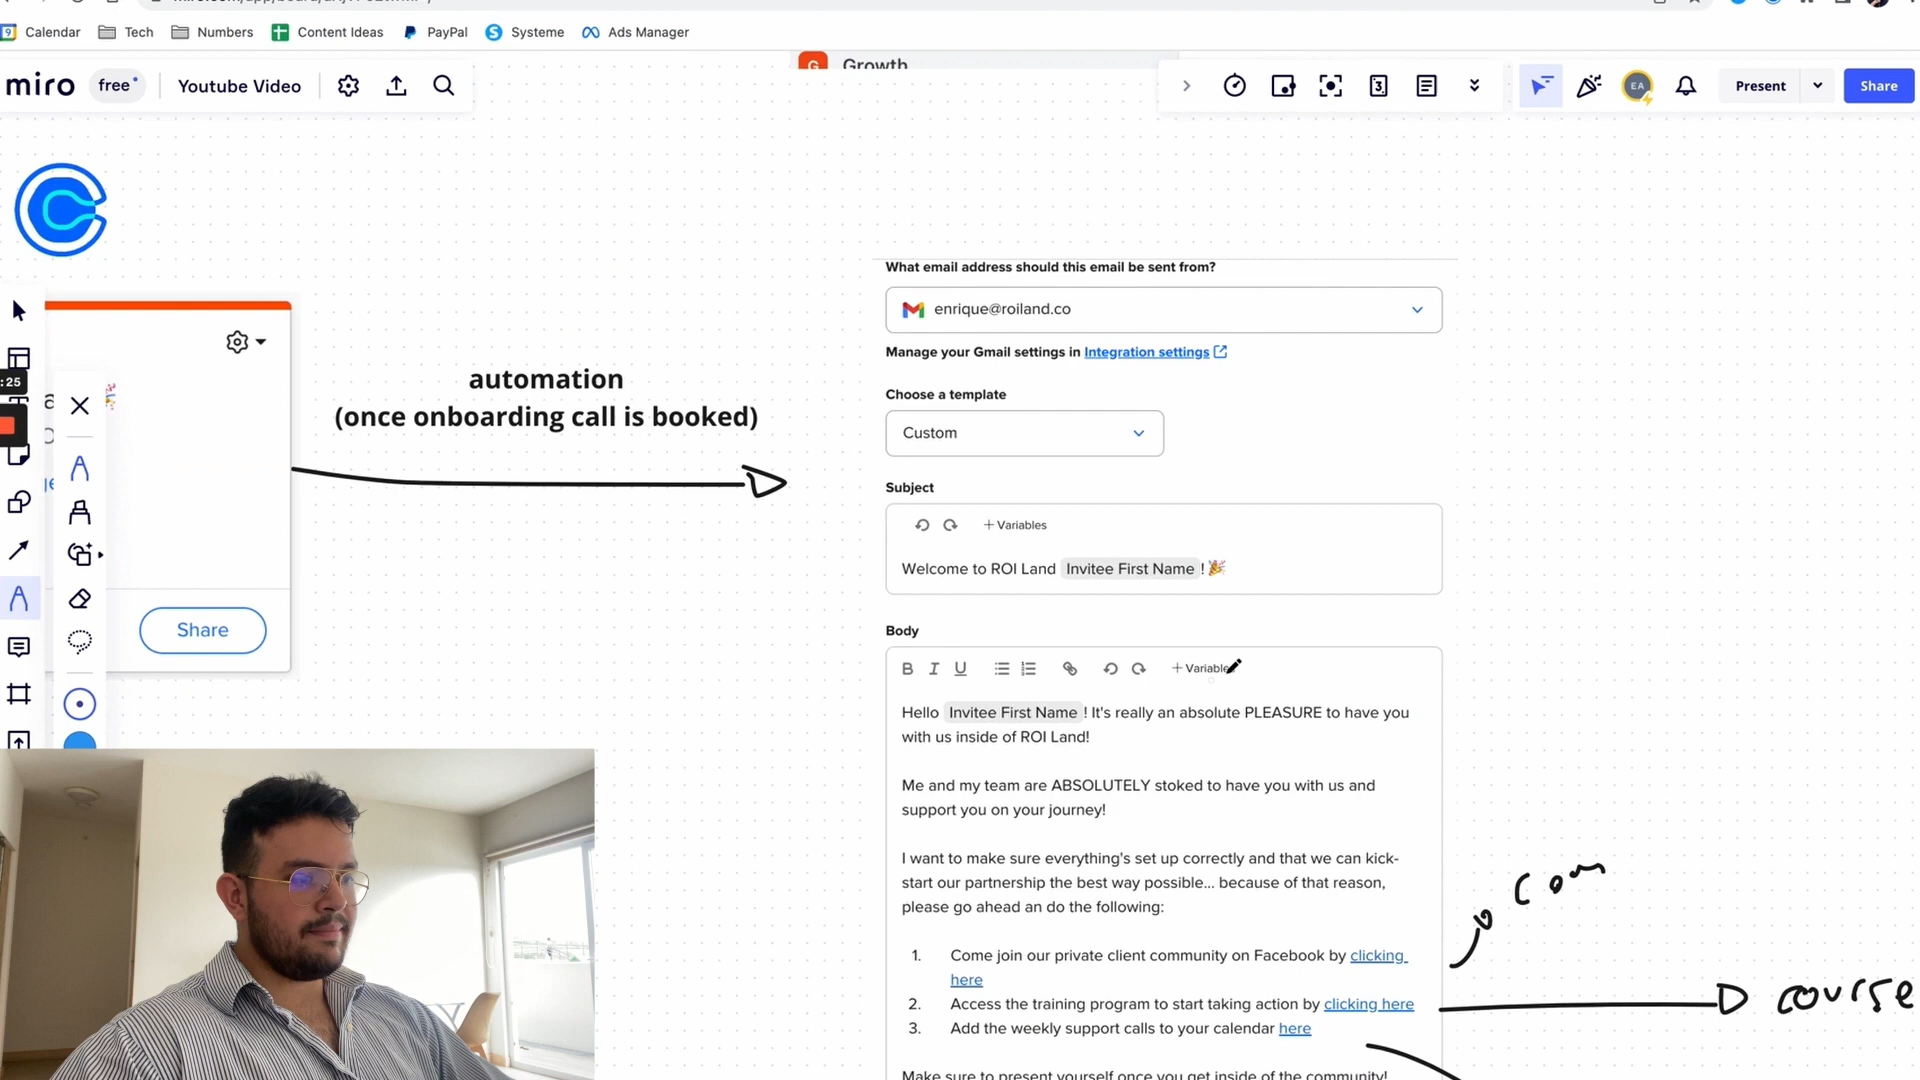 Calendar
Tech
Numbers
Content Ideas
PayPal
Systeme
Ads Manager
Growth
miro
free
Youtube Video
3
EA
Present
Share
:25
Share
automation
(once onboarding call is booked)
What email address should this email be sent from?
enrique@roiland.co
Manage your Gmail settings in Integration settings
Choose a template
Custom
Subject
+ Variables
Welcome to ROI Land Invitee First Name ! 🎉
Body
B I U
+ Variable
Hello Invitee First Name ! It's really an absolute PLEASURE to have you
with us inside of ROI Land!
Me and my team are ABSOLUTELY stoked to have you with us and
support you on your journey!
I want to make sure everything's set up correctly and that we can kick-
start our partnership the best way possible... because of that reason,
please go ahead an do the following:
1. Come join our private client community on Facebook by clicking
here
2. Access the training program to start taking action by clicking here
3. Add the weekly support calls to your calendar here
Make sure to present yourself once you get inside of the community!
Com
course